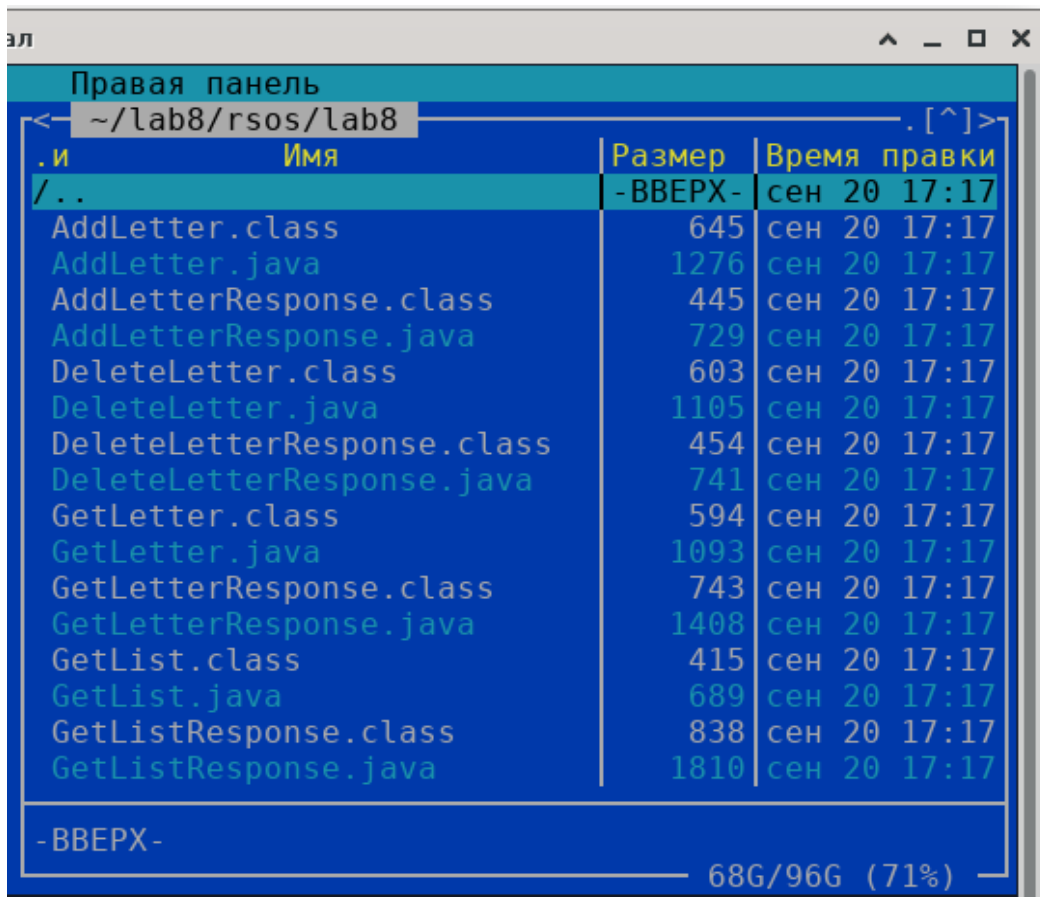 ал
Правая панель
<─ ~/lab8/rsos/lab8 ─.[^]>
.и Имя Размер Время правки
/.. -ВВЕРХ- сен 20 17:17
AddLetter.class 645 сен 20 17:17
AddLetter.java 1276 сен 20 17:17
AddLetterResponse.class 445 сен 20 17:17
AddLetterResponse.java 729 сен 20 17:17
DeleteLetter.class 603 сен 20 17:17
DeleteLetter.java 1105 сен 20 17:17
DeleteLetterResponse.class 454 сен 20 17:17
DeleteLetterResponse.java 741 сен 20 17:17
GetLetter.class 594 сен 20 17:17
GetLetter.java 1093 сен 20 17:17
GetLetterResponse.class 743 сен 20 17:17
GetLetterResponse.java 1408 сен 20 17:17
GetList.class 415 сен 20 17:17
GetList.java 689 сен 20 17:17
GetListResponse.class 838 сен 20 17:17
GetListResponse.java 1810 сен 20 17:17
-ВВЕРХ-
68G/96G (71%)